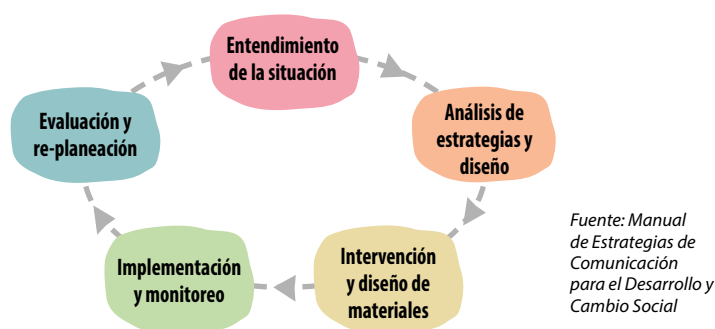 Entendimiento
de la situación
Análisis de
estrategias y
diseño
Intervención
y diseño de
materiales
Implementación
y monitoreo
Evaluación y
re-planeación
Fuente: Manual
de Estrategias de
Comunicación
para el Desarrollo y
Cambio Social